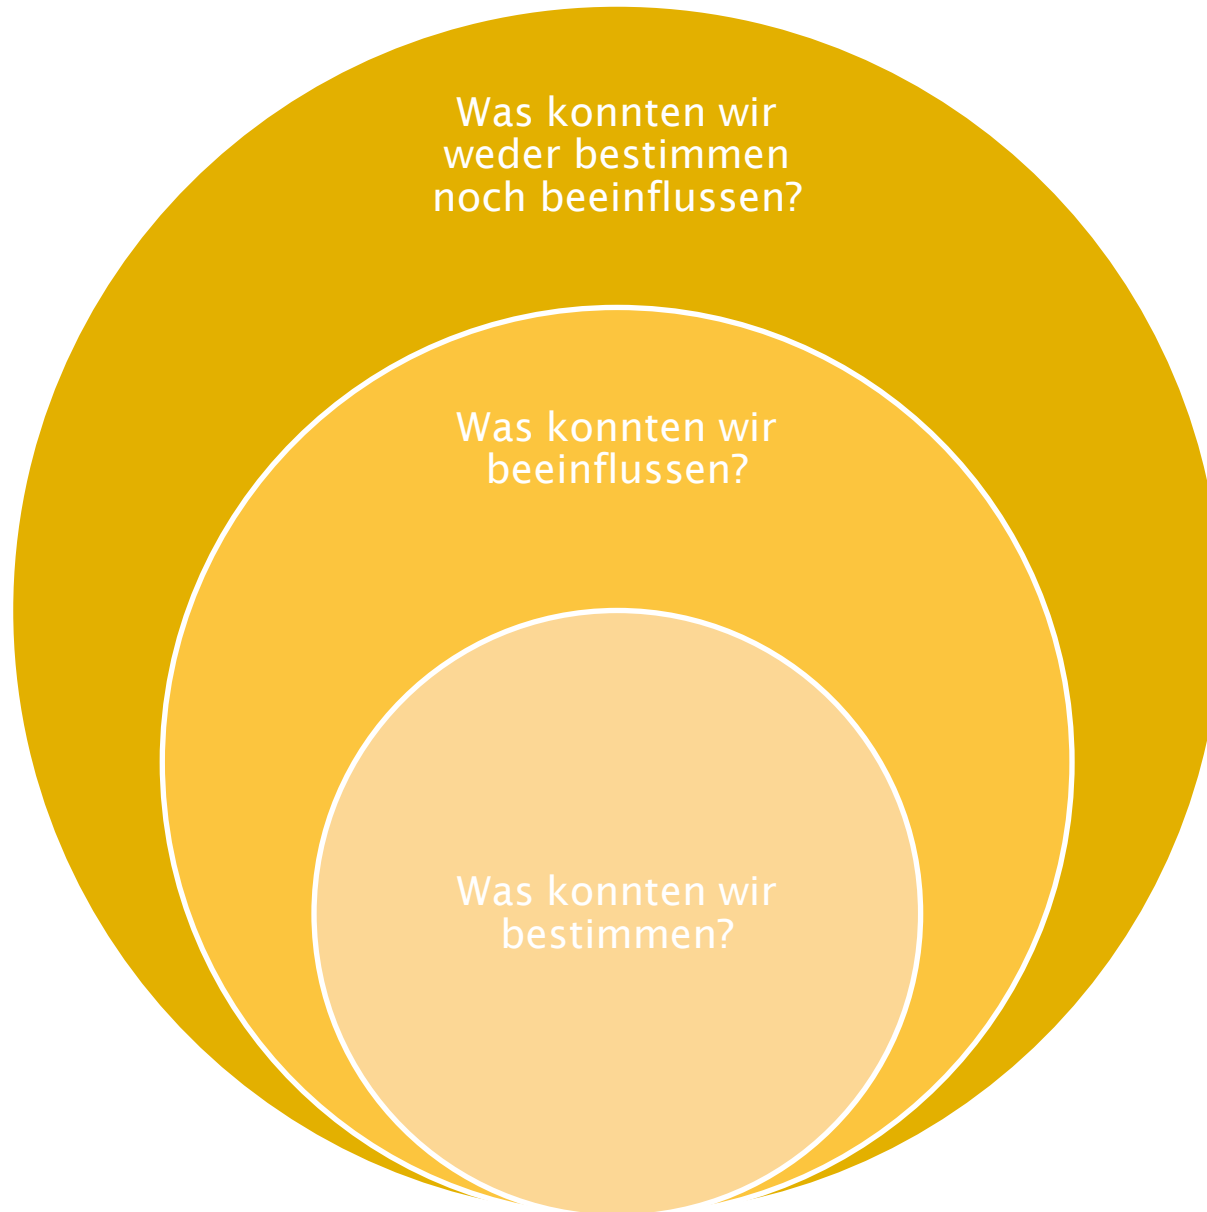 Was konnten wir
weder bestimmen
noch beeinflussen?
Was konnten wir
beeinflussen?
Was konnten wir
bestimmen?